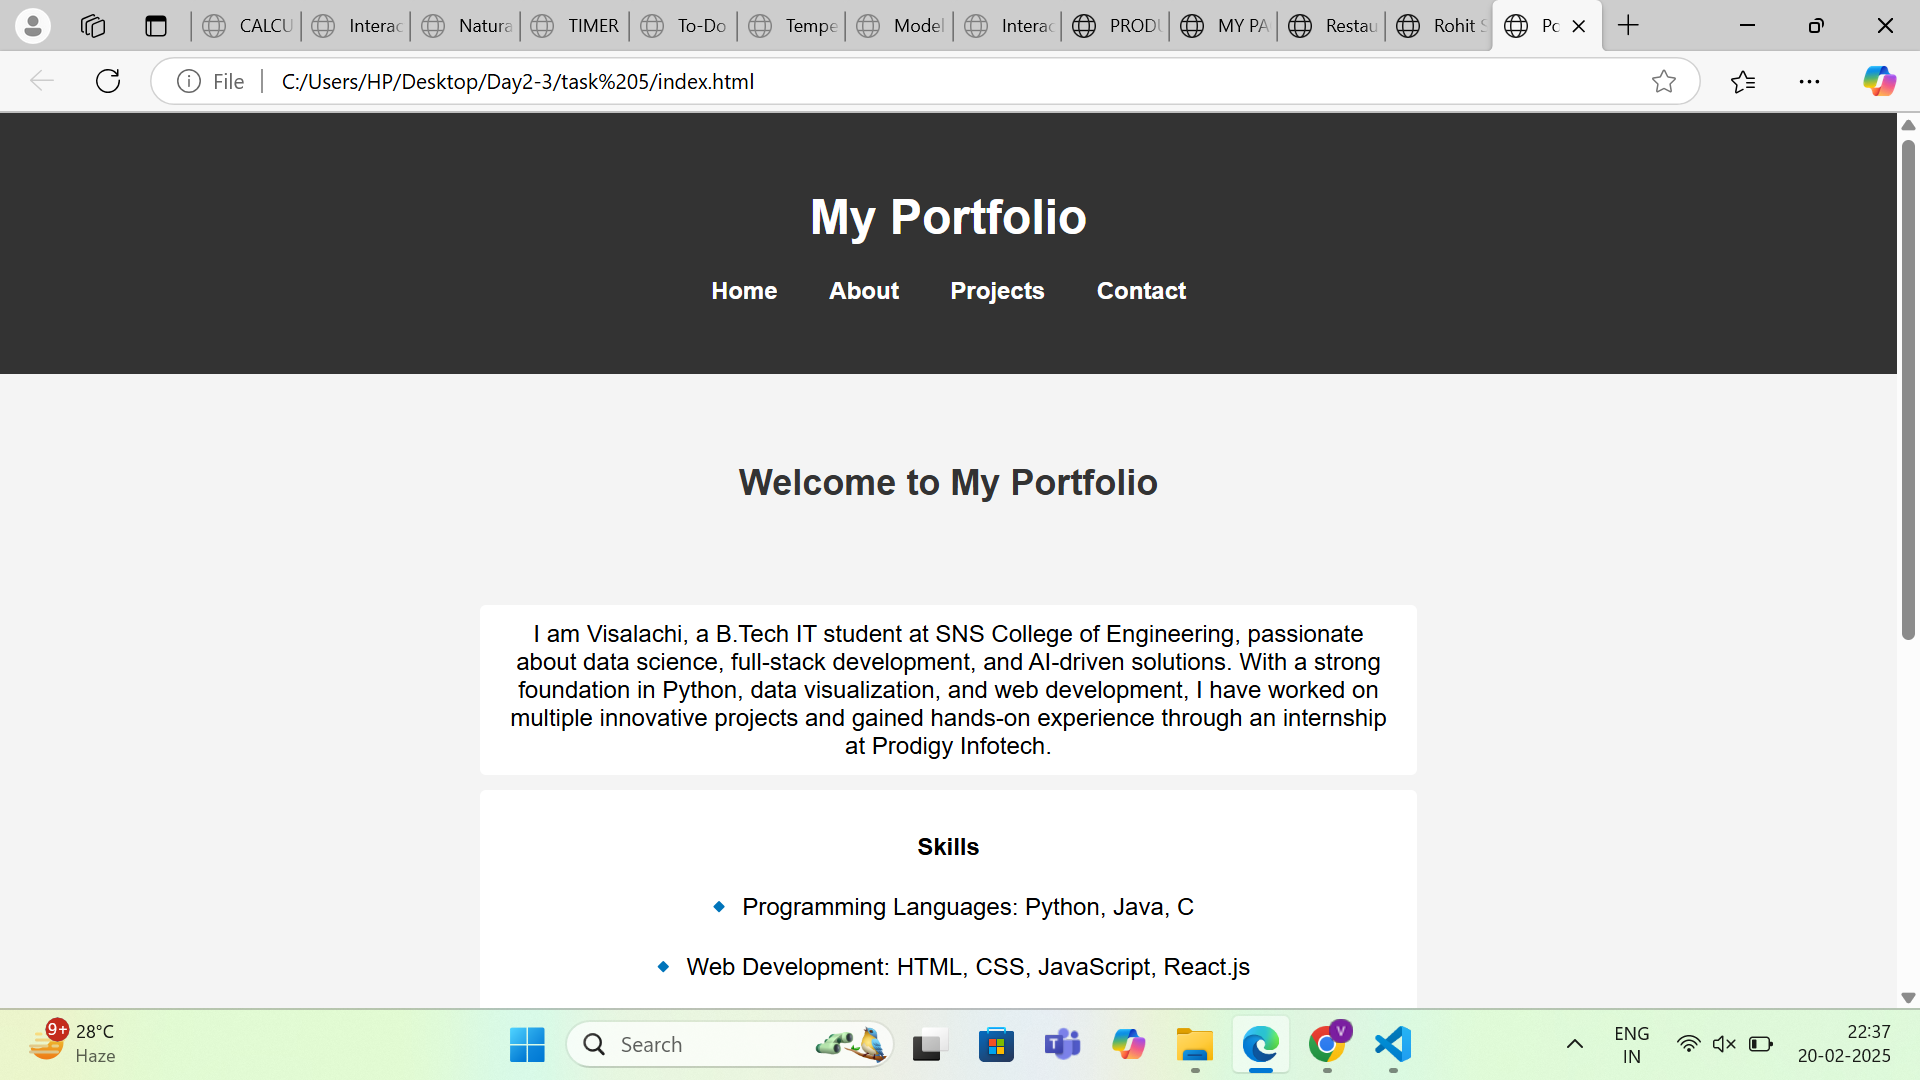 CALCU
Interac
Natura
TIMER
To-Do
Tempe
Model
Interac
PRODU
MY PA
Restau
Rohit S
Po
File
C:/Users/HP/Desktop/Day2-3/task%205/index.html
My Portfolio
Home About Projects Contact
Welcome to My Portfolio
I am Visalachi, a B.Tech IT student at SNS College of Engineering, passionate
about data science, full-stack development, and AI-driven solutions. With a strong
foundation in Python, data visualization, and web development, I have worked on
multiple innovative projects and gained hands-on experience through an internship
at Prodigy Infotech.
Skills
Programming Languages: Python, Java, C
Web Development: HTML, CSS, JavaScript, React.js
9+
28°C
Haze
Search
V
ENG
IN
22:37
20-02-2025